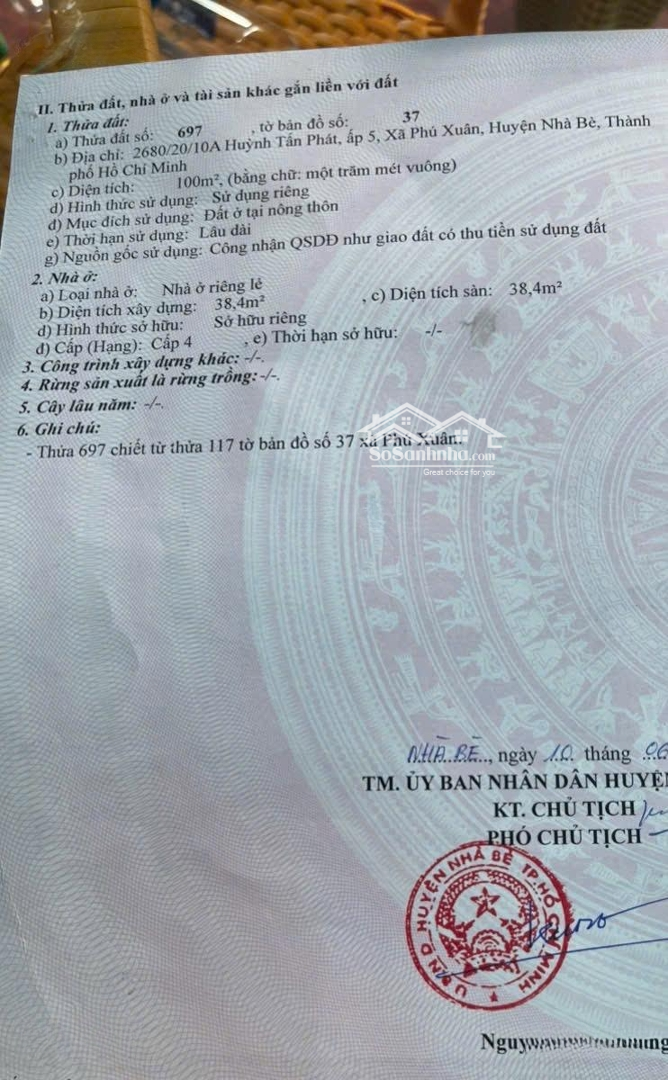 II. Thửa đất, nhà ở và tài sản khác gắn liền với đất
1. Thửa đất:
a) Thửa đất số: 697 , tờ bản đồ số: 37
b) Địa chỉ: 2680/20/10A Huỳnh Tấn Phát, ấp 5, Xã Phú Xuân, Huyện Nhà Bè, Thành
phố Hồ Chí Minh
c) Diện tích: 100m², (bằng chữ: một trăm mét vuông)
d) Hình thức sử dụng: Sử dụng riêng
đ) Mục đích sử dụng: Đất ở tại nông thôn
e) Thời hạn sử dụng: Lâu dài
g) Nguồn gốc sử dụng: Công nhận QSDĐ như giao đất có thu tiền sử dụng đất
2. Nhà ở:
a) Loại nhà ở: Nhà ở riêng lẻ
b) Diện tích xây dựng: 38,4m² , c) Diện tích sàn: 38,4m²
d) Hình thức sở hữu: Sở hữu riêng
đ) Cấp (Hạng): Cấp 4 , e) Thời hạn sở hữu: -/-
3. Công trình xây dựng khác: -/-.
4. Rừng sản xuất là rừng trồng: -/-.
5. Cây lâu năm: -/-.
6. Ghi chú:
- Thửa 697 chiết từ thửa 117 tờ bản đồ số 37 xã Phú Xuân.
SoSanhnha.com
Great choice for you
NHÀ BÈ, ngày 10 tháng 06
TM. ỦY BAN NHÂN DÂN HUYỆN
KT. CHỦ TỊCH
PHÓ CHỦ TỊCH
UBND HUYỆN NHÀ BÈ TP.HỒ CHÍ MINH